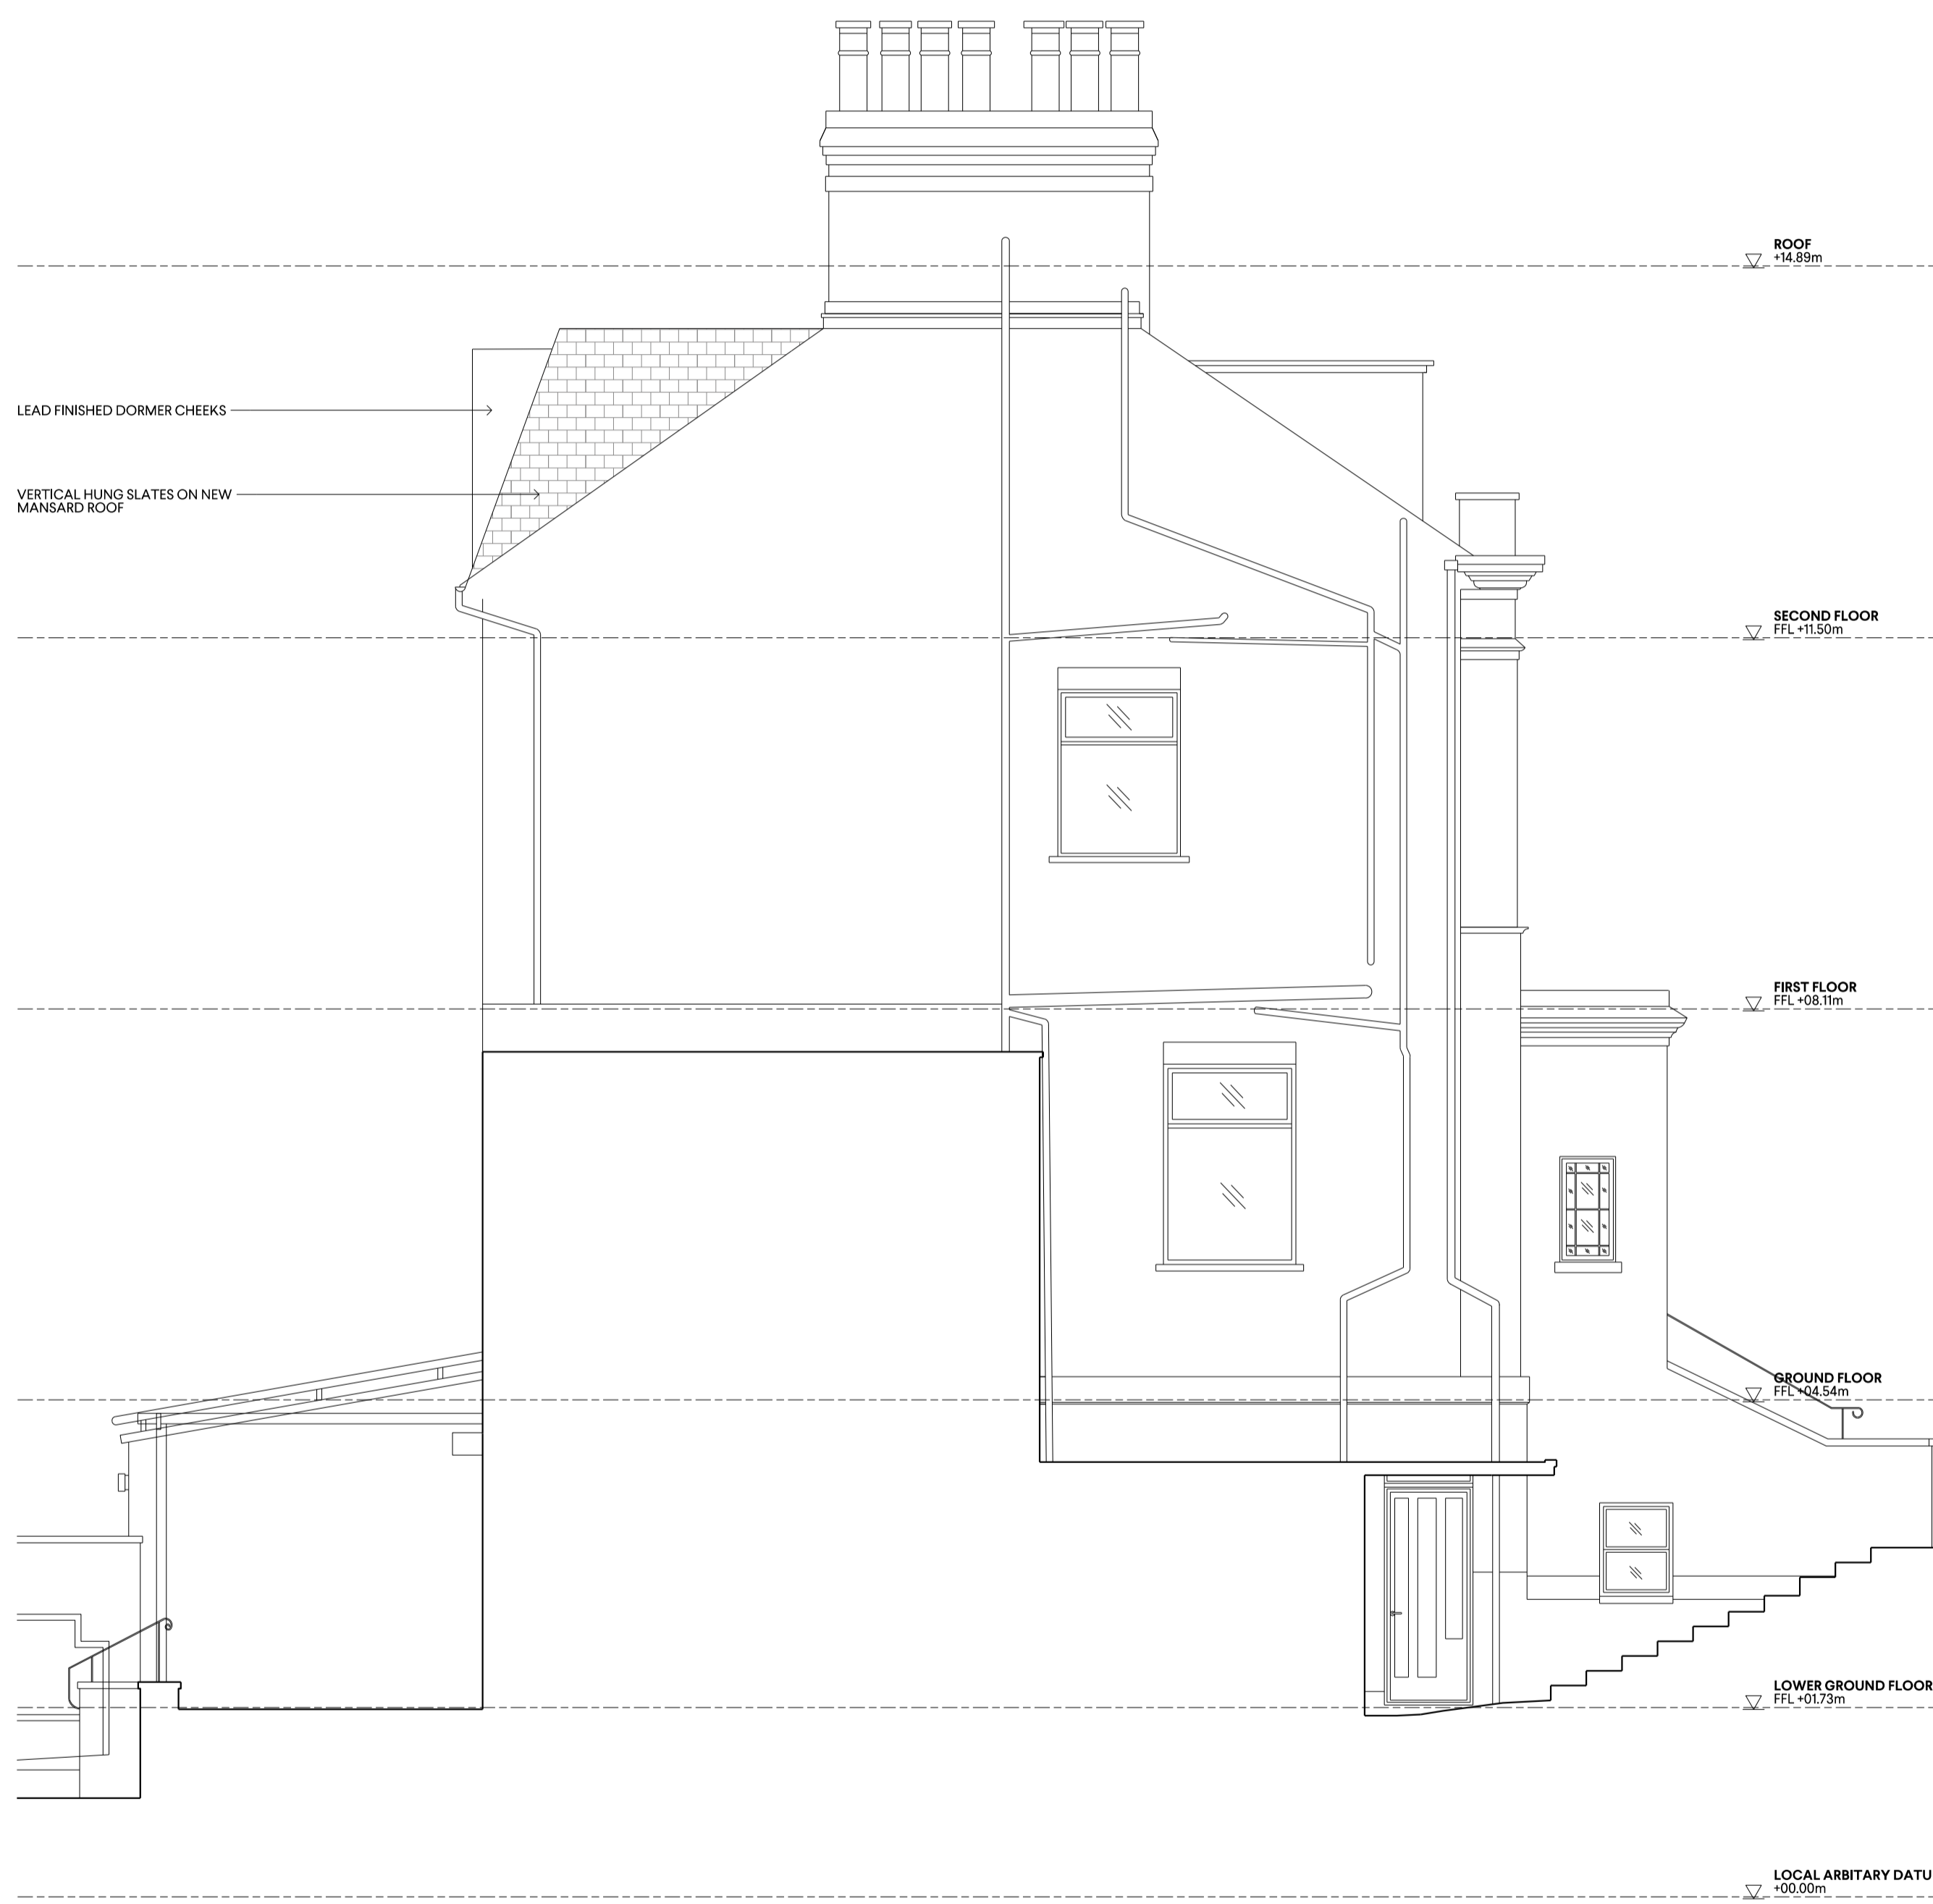 ROOF
+14.89m
LEAD FINISHED DORMER CHEEKS
VERTICAL HUNG SLATES ON NEW
MANSARD ROOF
SECOND FLOOR
FFL +11.50m
FIRST FLOOR
FFL +08.11m
GROUND FLOOR
FFL +04.54m
LOWER GROUND FLOOR
FFL +01.73m
LOCAL ARBITARY DATU
+00.00m